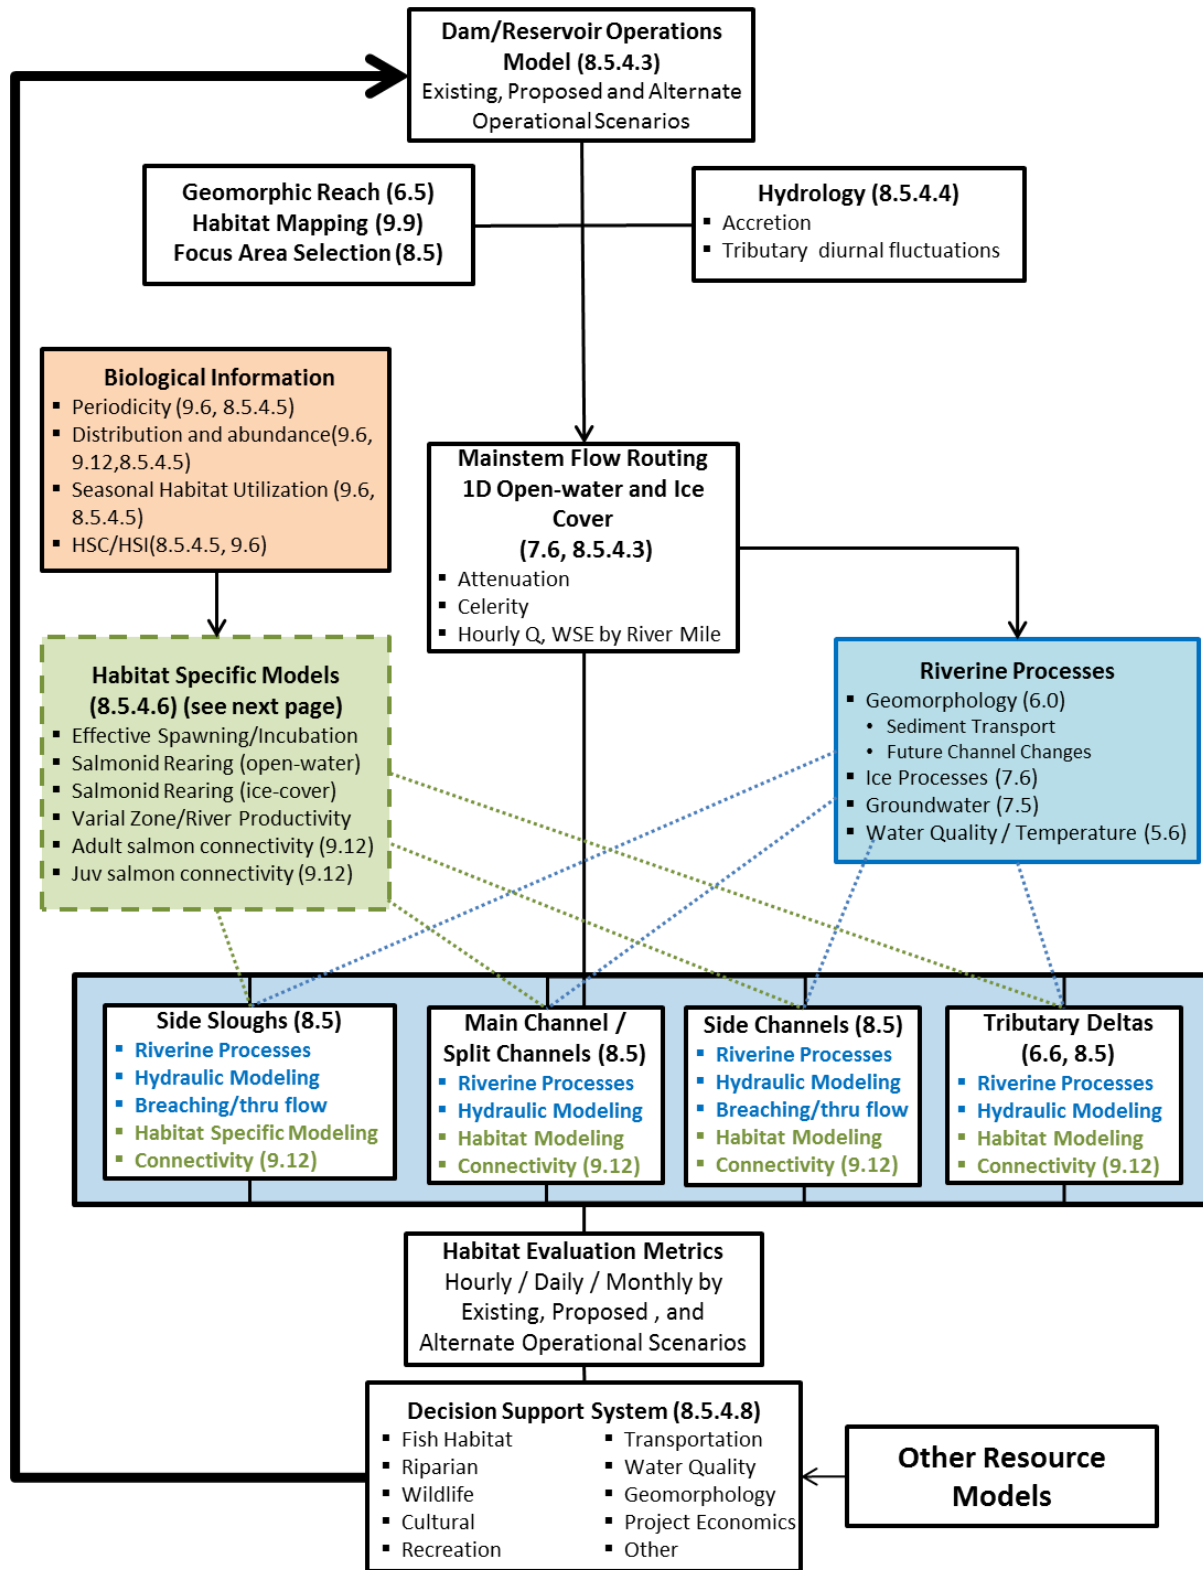 Dam/Reservoir Operations
Model (8.5.4.3)
Existing, Proposed and Alternate
Operational Scenarios
Geomorphic Reach (6.5)
Habitat Mapping (9.9)
Focus Area Selection (8.5)
Hydrology (8.5.4.4)
▪ Accretion
▪ Tributary diurnal fluctuations
Biological Information
▪ Periodicity (9.6, 8.5.4.5)
▪ Distribution and abundance(9.6,
9.12,8.5.4.5)
▪ Seasonal Habitat Utilization (9.6,
8.5.4.5)
▪ HSC/HSI(8.5.4.5, 9.6)
Mainstem Flow Routing
1D Open-water and Ice
Cover
(7.6, 8.5.4.3)
▪ Attenuation
▪ Celerity
▪ Hourly Q, WSE by River Mile
Habitat Specific Models
(8.5.4.6) (see next page)
▪ Effective Spawning/Incubation
▪ Salmonid Rearing (open-water)
▪ Salmonid Rearing (ice-cover)
▪ Varial Zone/River Productivity
▪ Adult salmon connectivity (9.12)
▪ Juv salmon connectivity (9.12)
Riverine Processes
▪ Geomorphology (6.0)
• Sediment Transport
• Future Channel Changes
▪ Ice Processes (7.6)
▪ Groundwater (7.5)
▪ Water Quality / Temperature (5.6)
Side Sloughs (8.5)
▪ Riverine Processes
▪ Hydraulic Modeling
▪ Breaching/thru flow
▪ Habitat Specific Modeling
▪ Connectivity (9.12)
Main Channel /
Split Channels (8.5)
▪ Riverine Processes
▪ Hydraulic Modeling
▪ Habitat Modeling
▪ Connectivity (9.12)
Side Channels (8.5)
▪ Riverine Processes
▪ Hydraulic Modeling
▪ Breaching/thru flow
▪ Habitat Modeling
▪ Connectivity (9.12)
Tributary Deltas
(6.6, 8.5)
▪ Riverine Processes
▪ Hydraulic Modeling
▪ Habitat Modeling
▪ Connectivity (9.12)
Habitat Evaluation Metrics
Hourly / Daily / Monthly by
Existing, Proposed , and
Alternate Operational Scenarios
Decision Support System (8.5.4.8)
▪ Fish Habitat
▪ Riparian
▪ Wildlife
▪ Cultural
▪ Recreation
▪ Transportation
▪ Water Quality
▪ Geomorphology
▪ Project Economics
▪ Other
Other Resource
Models